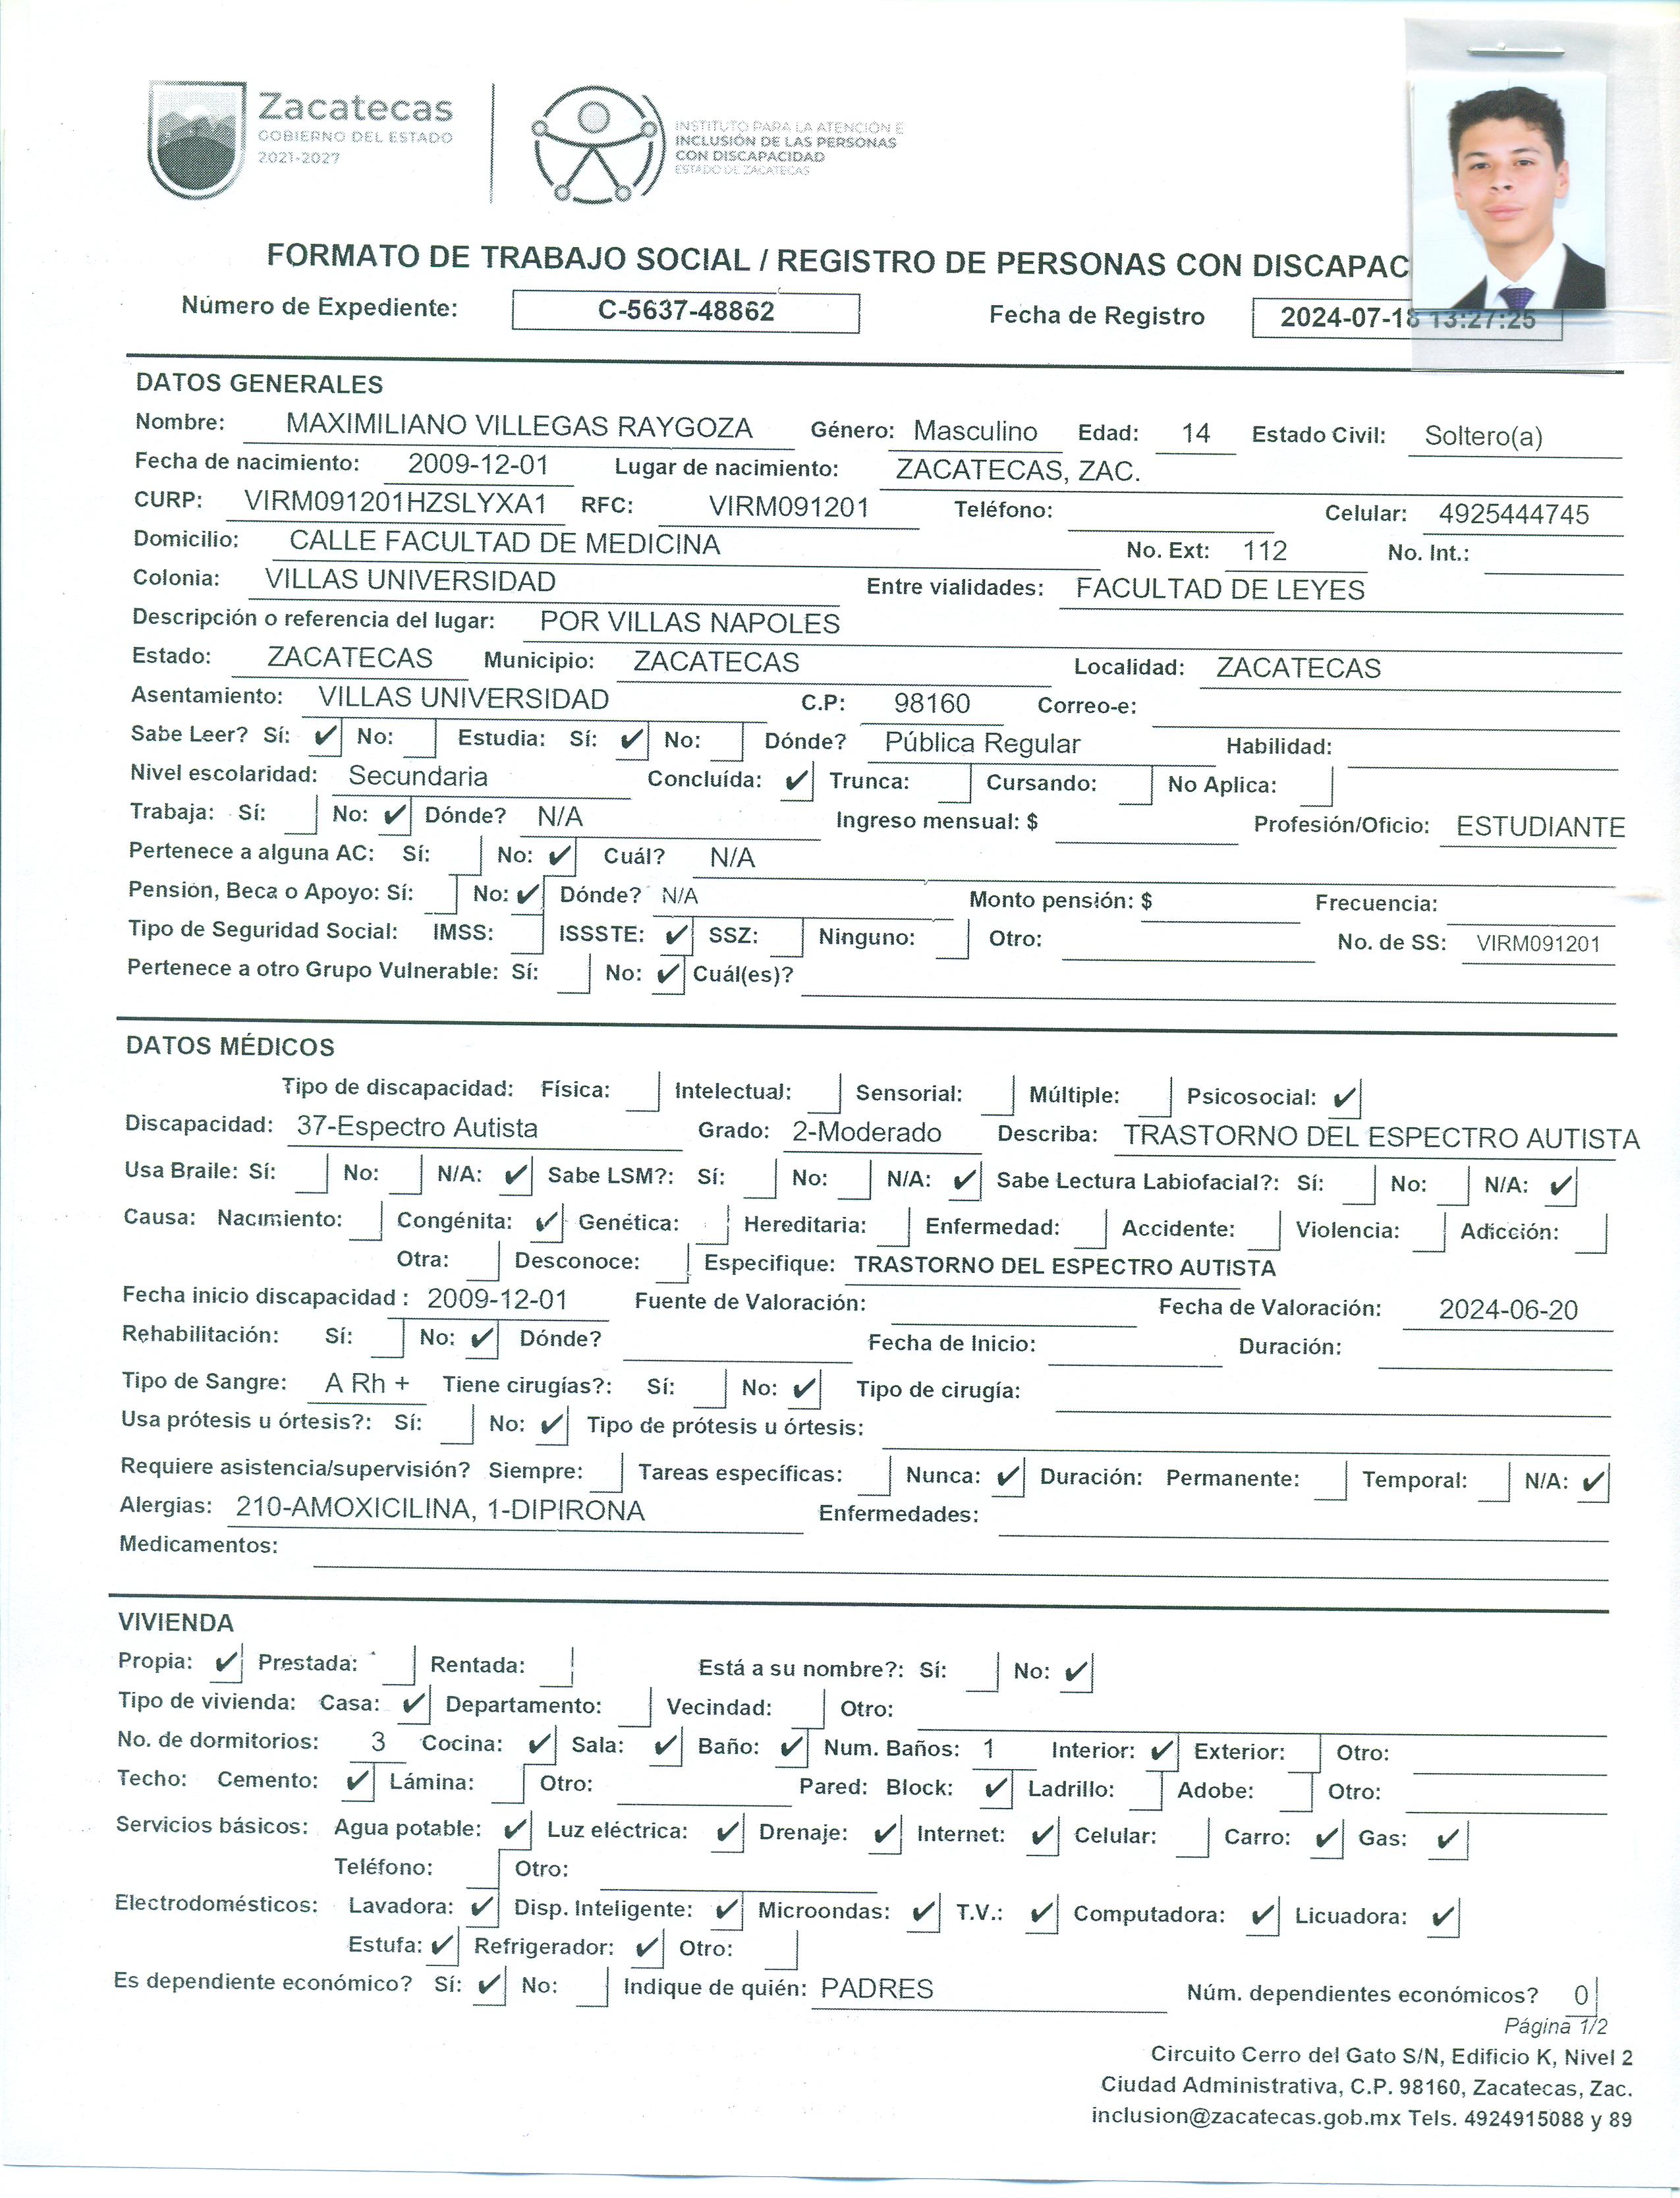 Zacatecas
GOBIERNO DEL ESTADO
2021-2027
INSTITUTO PARA LA ATENCIÓN E
INCLUSIÓN DE LAS PERSONAS
CON DISCAPACIDAD
ESTADO DE ZACATECAS
FORMATO DE TRABAJO SOCIAL / REGISTRO DE PERSONAS CON DISCAPAC
Número de Expediente: C-5637-48862 Fecha de Registro 2024-07-18 13:27:25
DATOS GENERALES
Nombre: MAXIMILIANO VILLEGAS RAYGOZA Género: Masculino Edad: 14 Estado Civil: Soltero(a)
Fecha de nacimiento: 2009-12-01 Lugar de nacimiento: ZACATECAS, ZAC.
CURP: VIRM091201HZSLYXA1 RFC: VIRM091201 Teléfono: Celular: 4925444745
Domicilio: CALLE FACULTAD DE MEDICINA No. Ext: 112 No. Int.:
Colonia: VILLAS UNIVERSIDAD Entre vialidades: FACULTAD DE LEYES
Descripción o referencia del lugar: POR VILLAS NAPOLES
Estado: ZACATECAS Municipio: ZACATECAS Localidad: ZACATECAS
Asentamiento: VILLAS UNIVERSIDAD C.P: 98160 Correo-e:
Sabe Leer? Sí: ✔ No: Estudia: Sí: ✔ No: Dónde? Pública Regular Habilidad:
Nivel escolaridad: Secundaria Concluída: ✔ Trunca: Cursando: No Aplica:
Trabaja: Sí: No: ✔ Dónde? N/A Ingreso mensual: $ Profesión/Oficio: ESTUDIANTE
Pertenece a alguna AC: Sí: No: ✔ Cuál? N/A
Pensión, Beca o Apoyo: Sí: No: ✔ Dónde? N/A Monto pensión: $ Frecuencia:
Tipo de Seguridad Social: IMSS: ISSSTE: ✔ SSZ: Ninguno: Otro: No. de SS: VIRM091201
Pertenece a otro Grupo Vulnerable: Sí: No: ✔ Cuál(es)?
DATOS MÉDICOS
Tipo de discapacidad: Física: Intelectual: Sensorial: Múltiple: Psicosocial: ✔
Discapacidad: 37-Espectro Autista Grado: 2-Moderado Describa: TRASTORNO DEL ESPECTRO AUTISTA
Usa Braile: Sí: No: N/A: ✔ Sabe LSM?: Sí: No: N/A: ✔ Sabe Lectura Labiofacial?: Sí: No: N/A: ✔
Causa: Nacimiento: Congénita: ✔ Genética: Hereditaria: Enfermedad: Accidente: Violencia: Adicción:
Otra: Desconoce: Especifique: TRASTORNO DEL ESPECTRO AUTISTA
Fecha inicio discapacidad : 2009-12-01 Fuente de Valoración: Fecha de Valoración: 2024-06-20
Rehabilitación: Sí: No: ✔ Dónde? Fecha de Inicio: Duración:
Tipo de Sangre: A Rh + Tiene cirugías?: Sí: No: ✔ Tipo de cirugía:
Usa prótesis u órtesis?: Sí: No: ✔ Tipo de prótesis u órtesis:
Requiere asistencia/supervisión? Siempre: Tareas específicas: Nunca: ✔ Duración: Permanente: Temporal: N/A: ✔
Alergias: 210-AMOXICILINA, 1-DIPIRONA Enfermedades:
Medicamentos:
VIVIENDA
Propia: ✔ Prestada: Rentada: Está a su nombre?: Sí: No: ✔
Tipo de vivienda: Casa: ✔ Departamento: Vecindad: Otro:
No. de dormitorios: 3 Cocina: ✔ Sala: ✔ Baño: ✔ Num. Baños: 1 Interior: ✔ Exterior: Otro:
Techo: Cemento: ✔ Lámina: Otro: Pared: Block: ✔ Ladrillo: Adobe: Otro:
Servicios básicos: Agua potable: ✔ Luz eléctrica: ✔ Drenaje: ✔ Internet: ✔ Celular: Carro: ✔ Gas: ✔
Teléfono: Otro:
Electrodomésticos: Lavadora: ✔ Disp. Inteligente: ✔ Microondas: ✔ T.V.: ✔ Computadora: ✔ Licuadora: ✔
Estufa: ✔ Refrigerador: ✔ Otro:
Es dependiente económico? Sí: ✔ No: Indique de quién: PADRES Núm. dependientes económicos? 0
Página 1/2
Circuito Cerro del Gato S/N, Edificio K, Nivel 2
Ciudad Administrativa, C.P. 98160, Zacatecas, Zac.
inclusion@zacatecas.gob.mx Tels. 4924915088 y 89